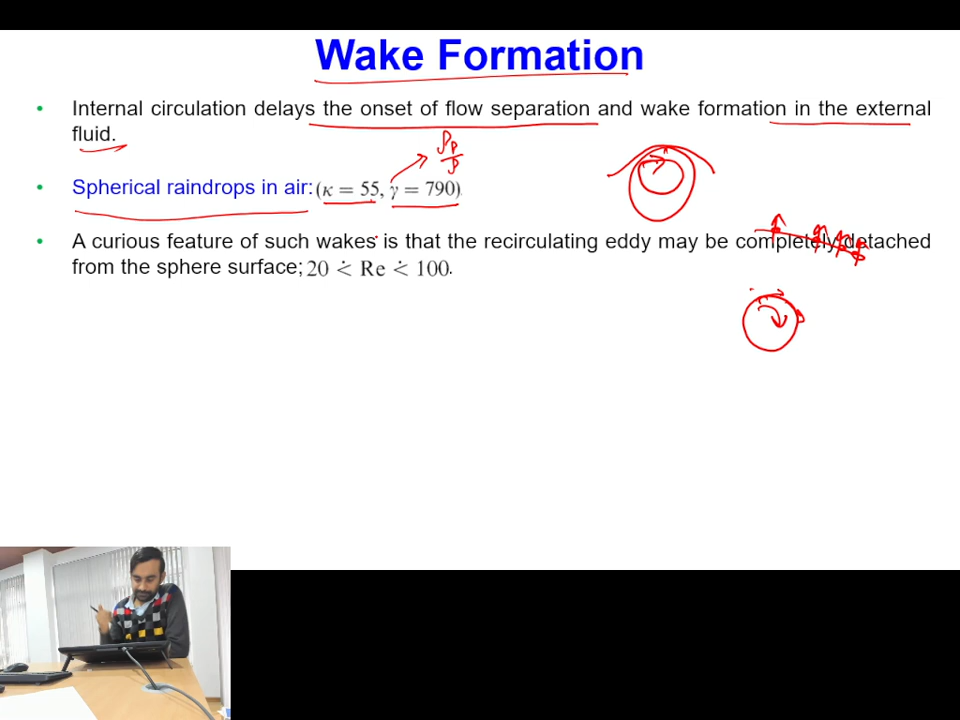 Wake Formation
• Internal circulation delays the onset of flow separation and wake formation in the external
fluid.
ρp/ρ
• Spherical raindrops in air: (κ = 55, γ = 790)
• A curious feature of such wakes is that the recirculating eddy may be completely detached
from the sphere surface; 20 ⋖ Re ⋖ 100.